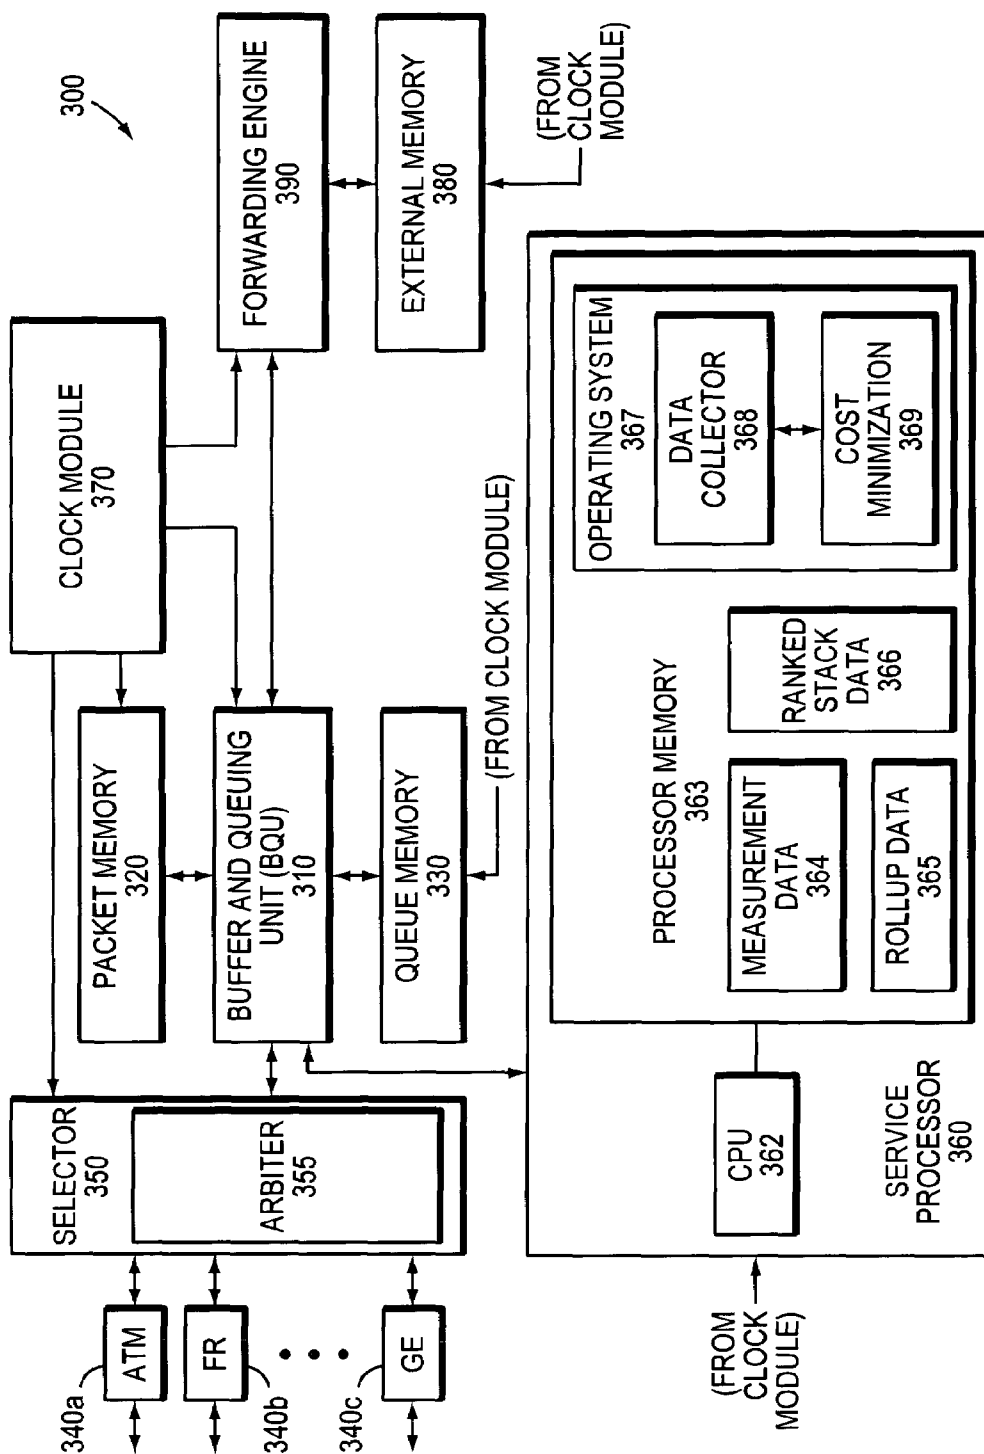 300
CLOCK MODULE
370
FORWARDING ENGINE
390
EXTERNAL MEMORY
380
(FROM
CLOCK
MODULE)
PACKET MEMORY
320
BUFFER AND QUEUING
UNIT (BQU)
310
QUEUE MEMORY
330
(FROM CLOCK MODULE)
SELECTOR
350
ARBITER
355
340a
ATM
340b
FR
340c
GE
(FROM
CLOCK
MODULE)
SERVICE
PROCESSOR
360
CPU
362
PROCESSOR MEMORY
363
MEASUREMENT
DATA
364
ROLLUP DATA
365
RANKED
STACK
DATA
366
OPERATING SYSTEM
367
DATA
COLLECTOR
368
COST
MINIMIZATION
369